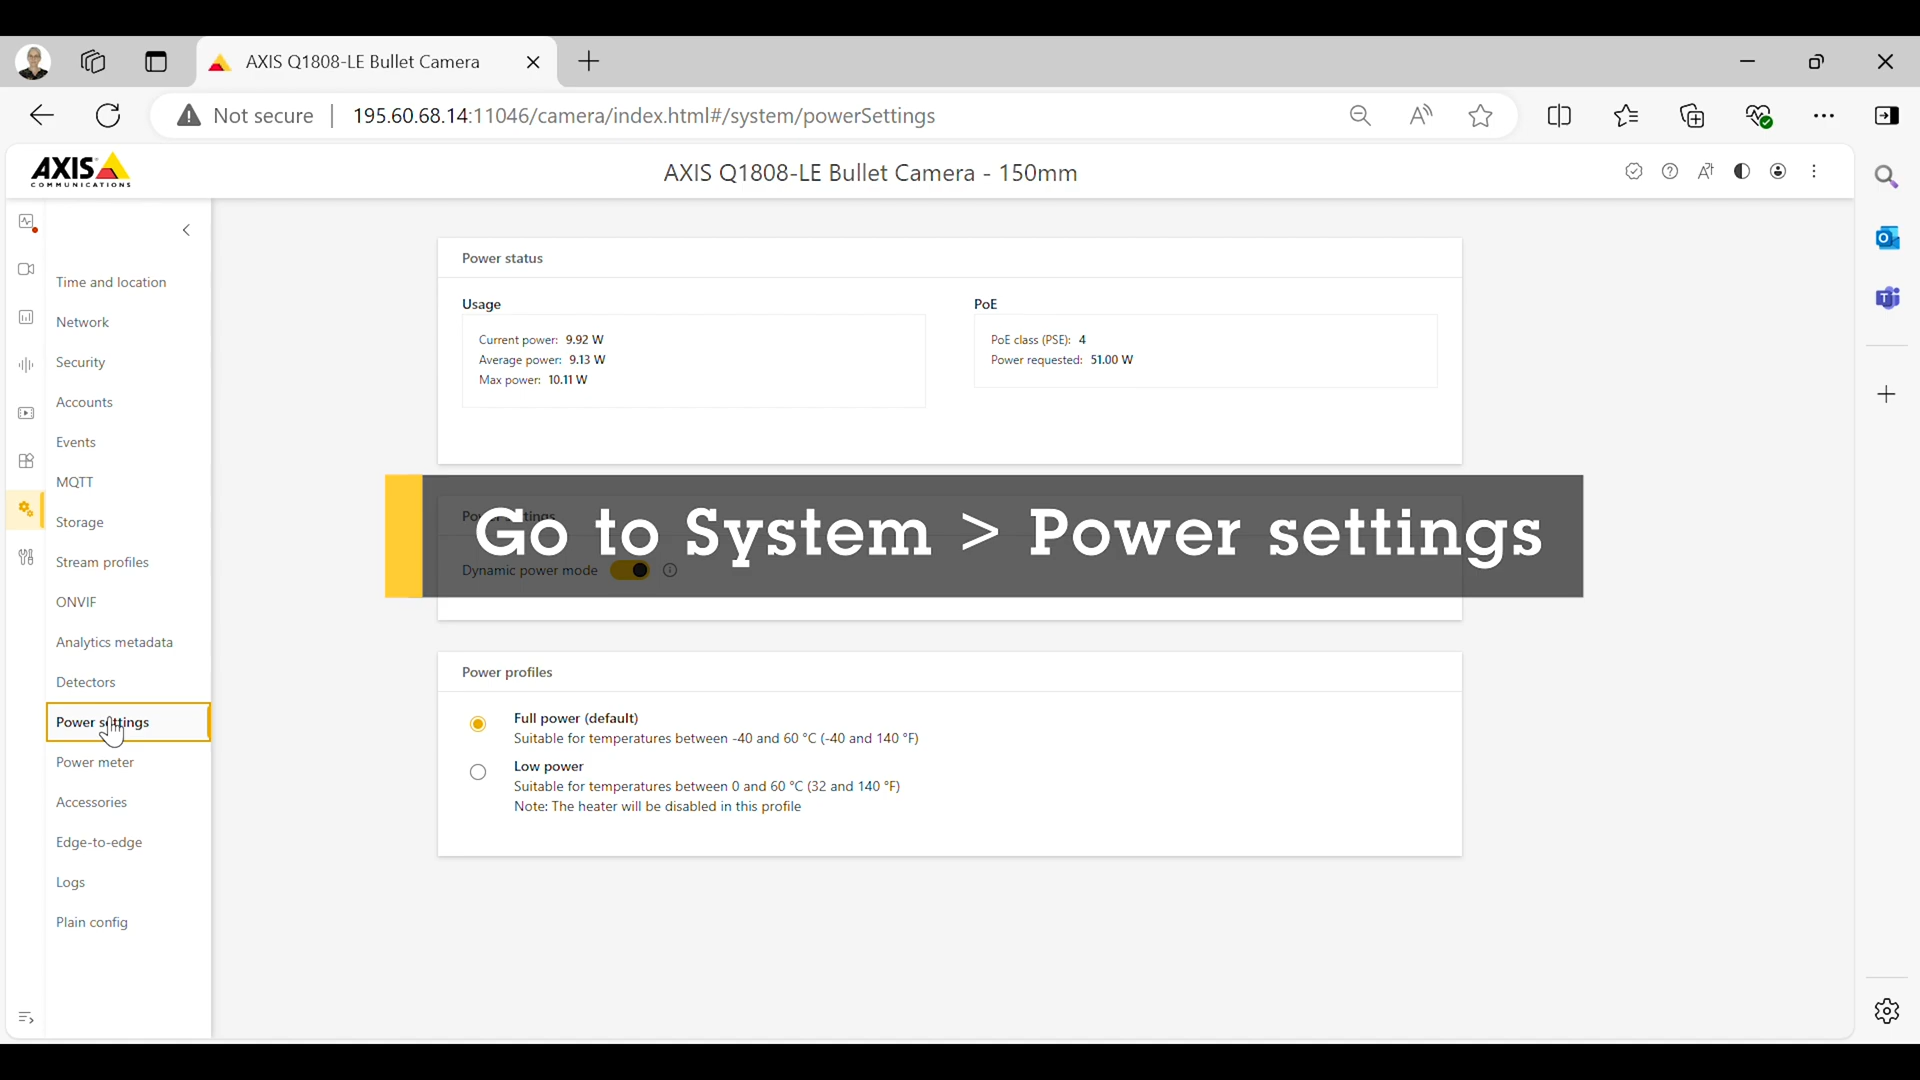 AXIS Q1808-LE Bullet Camera
Not secure
195.60.68.14:11046/camera/index.html#/system/powerSettings
AXIS
COMMUNICATIONS
AXIS Q1808-LE Bullet Camera - 150mm
Time and location
Network
Security
Accounts
Events
MQTT
Storage
Stream profiles
ONVIF
Analytics metadata
Detectors
Power settings
Power meter
Accessories
Edge-to-edge
Logs
Plain config
Power status
Usage
Current power: 9.92 W
Average power: 9.13 W
Max power: 10.11 W
PoE
PoE class (PSE): 4
Power requested: 51.00 W
Power settings
Go to System > Power settings
Dynamic power mode
Power profiles
Full power (default)
Suitable for temperatures between -40 and 60 °C (-40 and 140 °F)
Low power
Suitable for temperatures between 0 and 60 °C (32 and 140 °F)
Note: The heater will be disabled in this profile